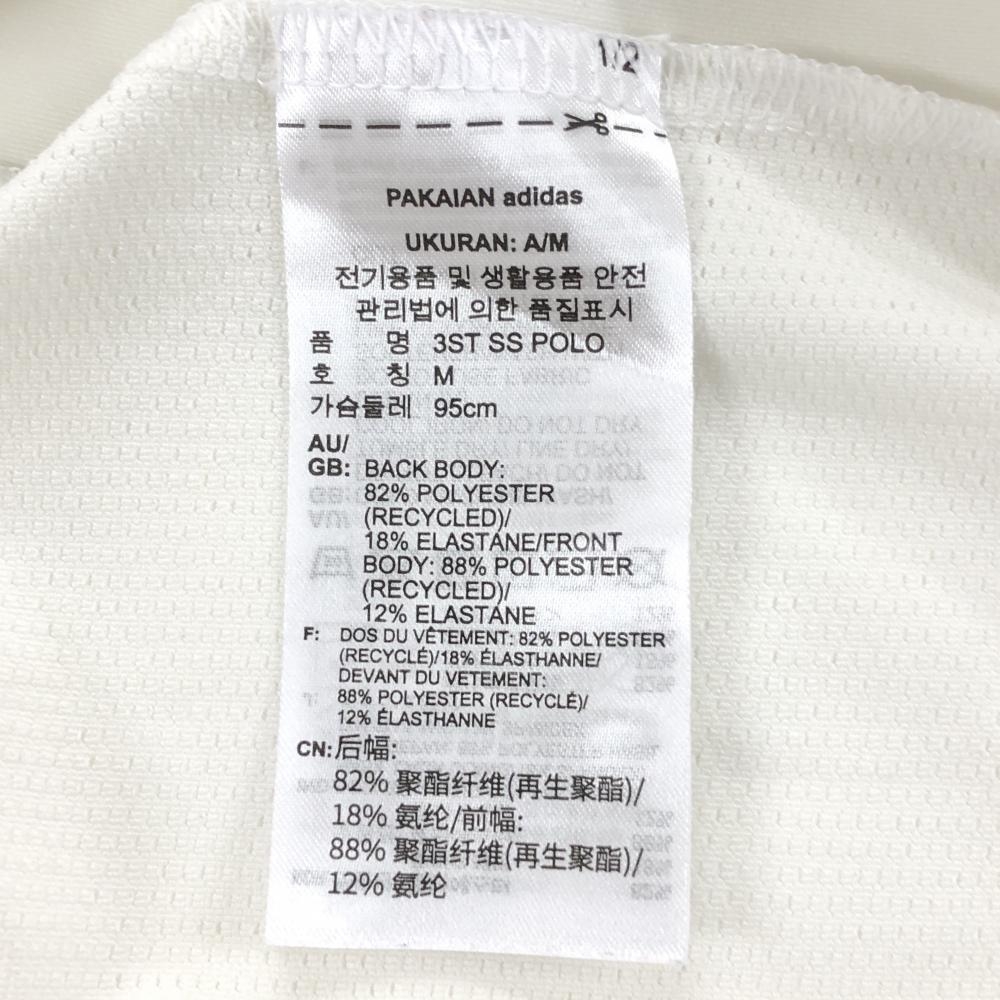 1/2
PAKAIAN adidas
UKURAN: A/M
전기용품 및 생활용품 안전
관리법에 의한 품질표시
품 명 3ST SS POLO
호 칭 M
가슴둘레 95cm
AU/
GB: BACK BODY:
82% POLYESTER
(RECYCLED)/
18% ELASTANE/FRONT
BODY: 88% POLYESTER
(RECYCLED)/
12% ELASTANE
F: DOS DU VÊTEMENT: 82% POLYESTER
(RECYCLÉ)/18% ÉLASTHANNE/
DEVANT DU VETEMENT:
88% POLYESTER (RECYCLÉ)/
12% ÉLASTHANNE
CN: 后幅:
82% 聚酯纤维(再生聚酯)/
18% 氨纶/前幅:
88% 聚酯纤维(再生聚酯)/
12% 氨纶